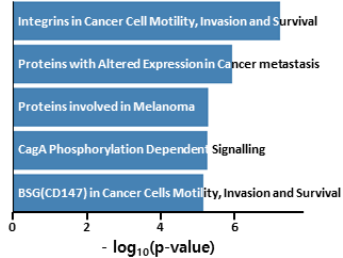 Integrins in Cancer Cell Motility, Invasion and Survival
Proteins with Altered Expression in Cancer metastasis
Proteins involved in Melanoma
CagA Phosphorylation Dependent Signalling
BSG(CD147) in Cancer Cells Motility, Invasion and Survival
0 2 4 6
- log₁₀(p-value)